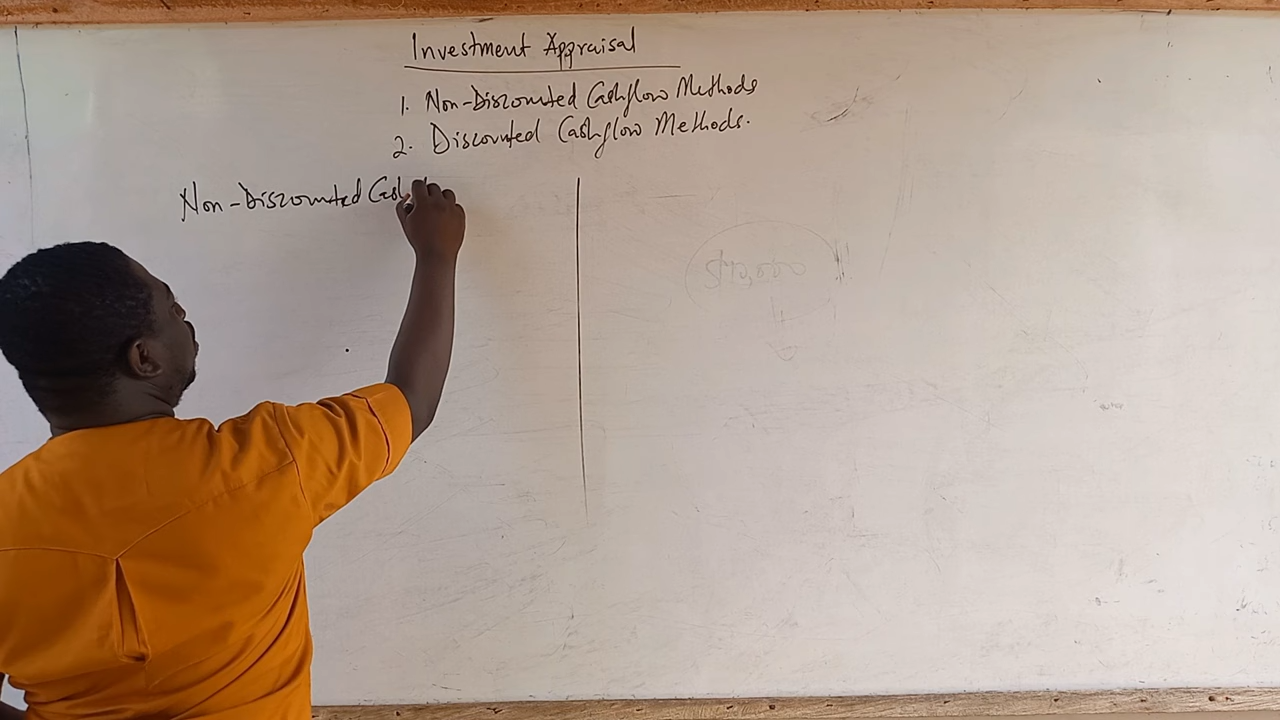 Investment Appraisal
1. Non-Discounted Cashflow Methods
2. Discounted Cashflow Methods.
Non-Discounted Cash